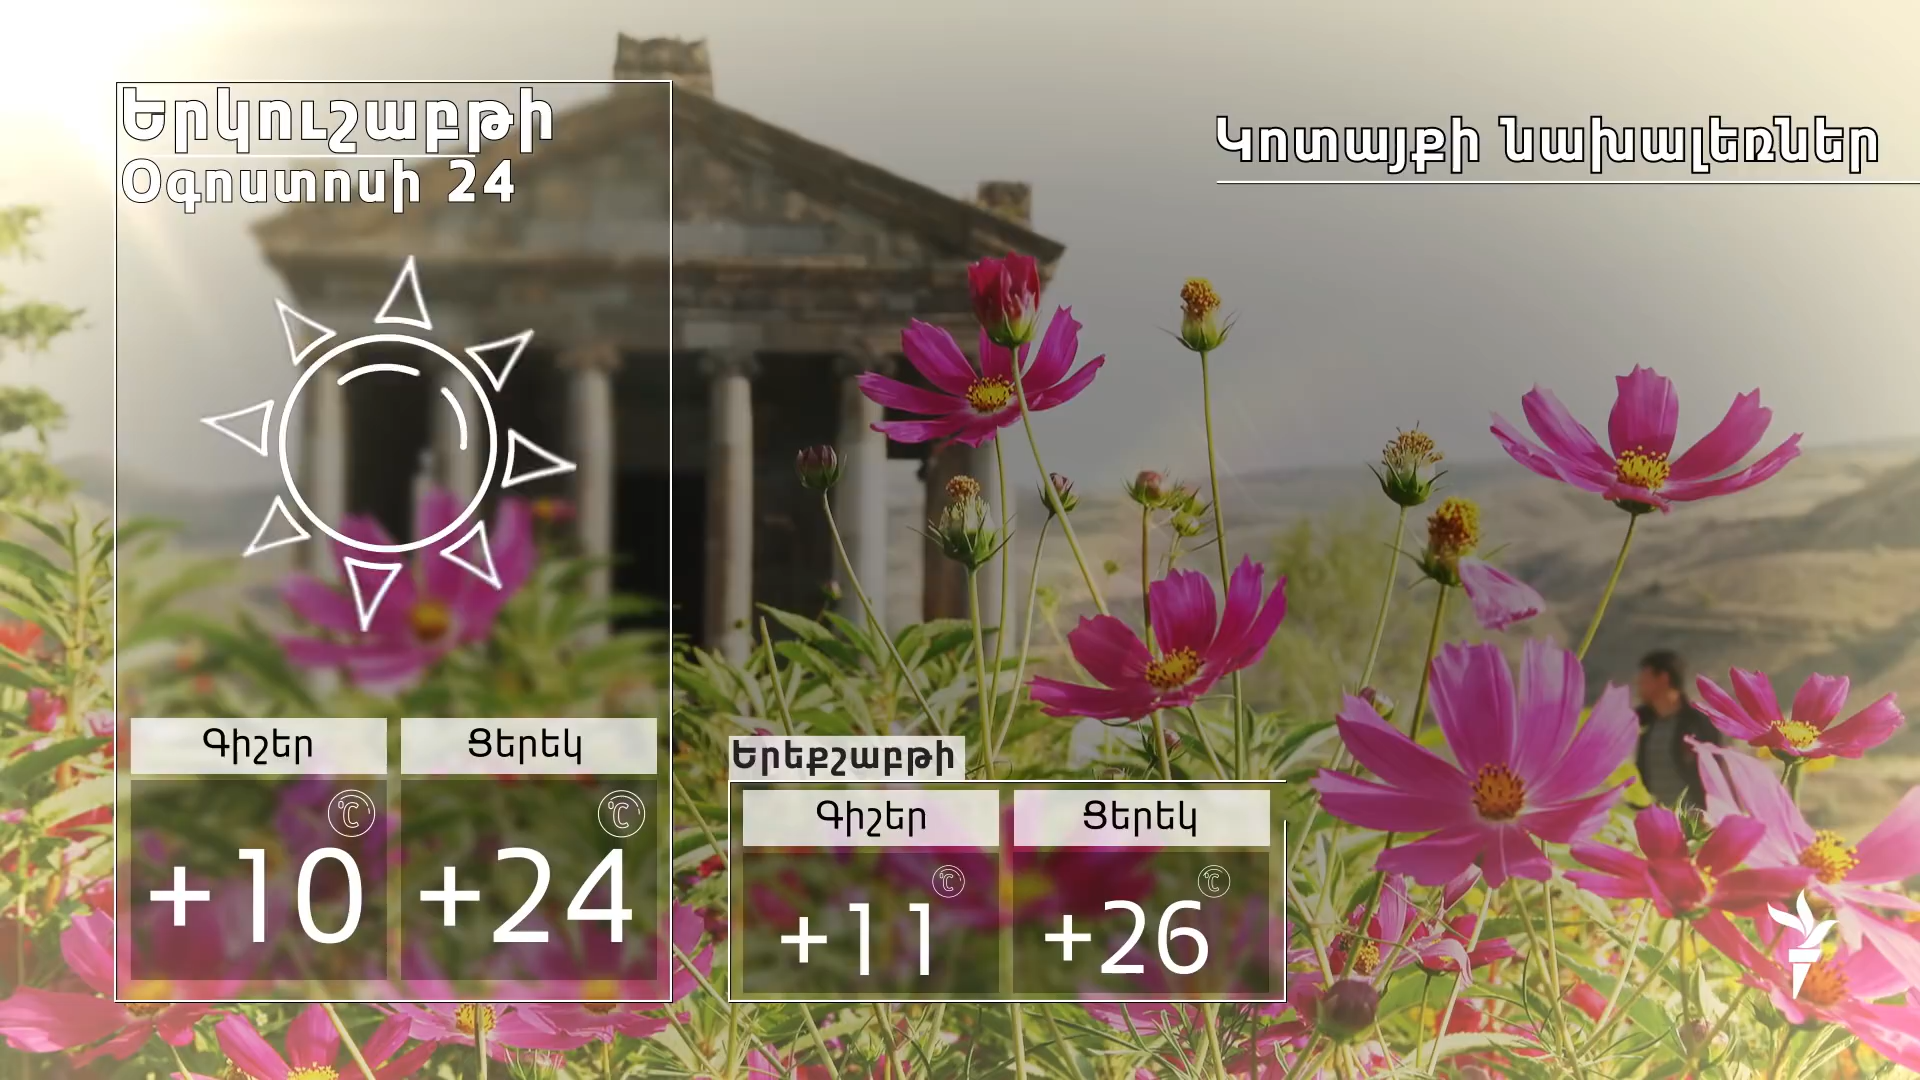 Երկուշաբթի
Օգոստոսի 24
Կոտայքի նախալեռներ
Գիշեր
Ցերեկ
°C
°C
+10
+24
Երեքշաբթի
Գիշեր
Ցերեկ
°C
°C
+11
+26